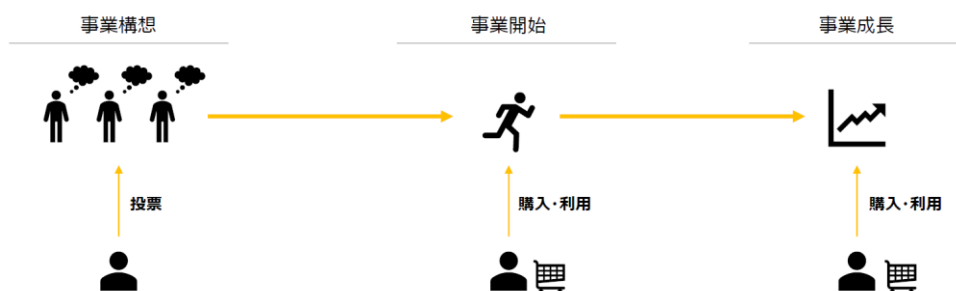 事業構想
事業開始
事業成長
投票
購入・利用
購入・利用